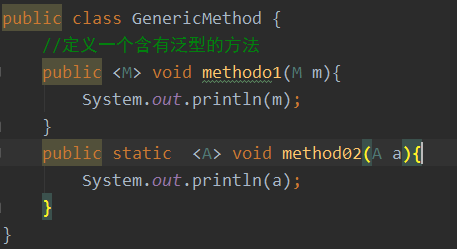 public class GenericMethod {
    //定义一个含有泛型的方法
    public <M> void methodo1(M m){
        System.out.println(m);
    }
    public static  <A> void method02(A a){
        System.out.println(a);
    }
}